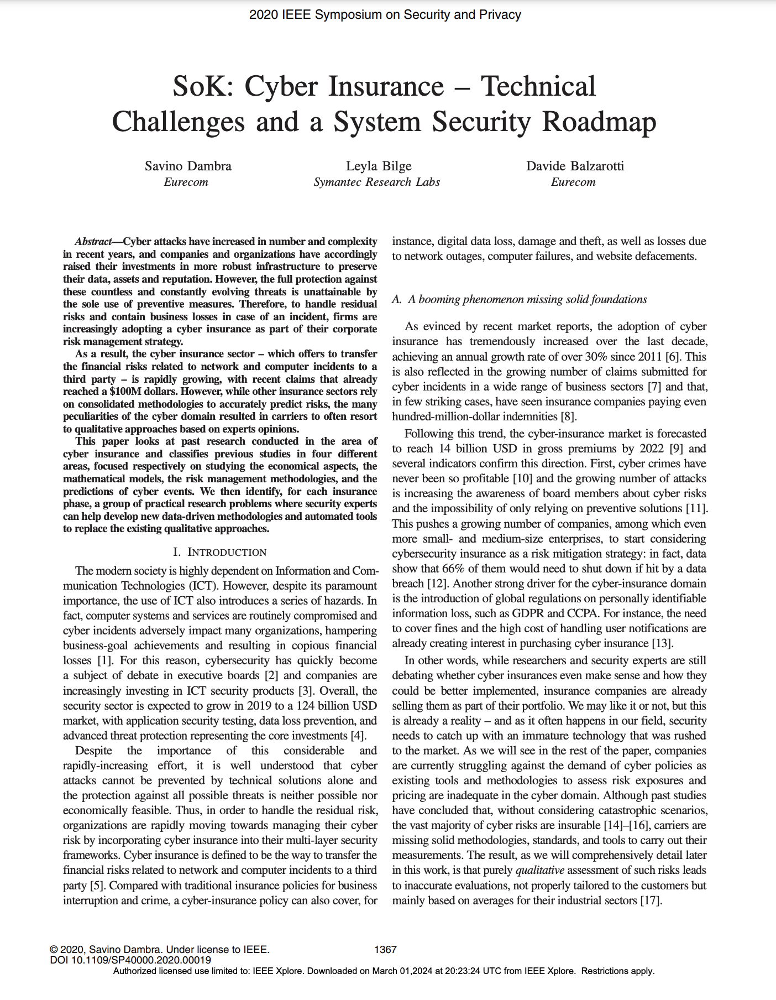 2020 IEEE Symposium on Security and Privacy
SoK: Cyber Insurance – Technical
Challenges and a System Security Roadmap
Savino Dambra
Eurecom
Leyla Bilge
Symantec Research Labs
Davide Balzarotti
Eurecom
Abstract—Cyber attacks have increased in number and complexity
in recent years, and companies and organizations have accordingly
raised their investments in more robust infrastructure to preserve
their data, assets and reputation. However, the full protection against
these countless and constantly evolving threats is unattainable by
the sole use of preventive measures. Therefore, to handle residual
risks and contain business losses in case of an incident, firms are
increasingly adopting a cyber insurance as part of their corporate
risk management strategy.
As a result, the cyber insurance sector – which offers to transfer
the financial risks related to network and computer incidents to a
third party – is rapidly growing, with recent claims that already
reached a $100M dollars. However, while other insurance sectors rely
on consolidated methodologies to accurately predict risks, the many
peculiarities of the cyber domain resulted in carriers to often resort
to qualitative approaches based on experts opinions.
This paper looks at past research conducted in the area of
cyber insurance and classifies previous studies in four different
areas, focused respectively on studying the economical aspects, the
mathematical models, the risk management methodologies, and the
predictions of cyber events. We then identify, for each insurance
phase, a group of practical research problems where security experts
can help develop new data-driven methodologies and automated tools
to replace the existing qualitative approaches.
I. INTRODUCTION
The modern society is highly dependent on Information and Com-
munication Technologies (ICT). However, despite its paramount
importance, the use of ICT also introduces a series of hazards. In
fact, computer systems and services are routinely compromised and
cyber incidents adversely impact many organizations, hampering
business-goal achievements and resulting in copious financial
losses [1]. For this reason, cybersecurity has quickly become
a subject of debate in executive boards [2] and companies are
increasingly investing in ICT security products [3]. Overall, the
security sector is expected to grow in 2019 to a 124 billion USD
market, with application security testing, data loss prevention, and
advanced threat protection representing the core investments [4].
Despite the importance of this considerable and
rapidly-increasing effort, it is well understood that cyber
attacks cannot be prevented by technical solutions alone and
the protection against all possible threats is neither possible nor
economically feasible. Thus, in order to handle the residual risk,
organizations are rapidly moving towards managing their cyber
risk by incorporating cyber insurance into their multi-layer security
frameworks. Cyber insurance is defined to be the way to transfer the
financial risks related to network and computer incidents to a third
party [5]. Compared with traditional insurance policies for business
interruption and crime, a cyber-insurance policy can also cover, for
instance, digital data loss, damage and theft, as well as losses due
to network outages, computer failures, and website defacements.
A. A booming phenomenon missing solid foundations
As evinced by recent market reports, the adoption of cyber
insurance has tremendously increased over the last decade,
achieving an annual growth rate of over 30% since 2011 [6]. This
is also reflected in the growing number of claims submitted for
cyber incidents in a wide range of business sectors [7] and that,
in few striking cases, have seen insurance companies paying even
hundred-million-dollar indemnities [8].
Following this trend, the cyber-insurance market is forecasted
to reach 14 billion USD in gross premiums by 2022 [9] and
several indicators confirm this direction. First, cyber crimes have
never been so profitable [10] and the growing number of attacks
is increasing the awareness of board members about cyber risks
and the impossibility of only relying on preventive solutions [11].
This pushes a growing number of companies, among which even
more small- and medium-size enterprises, to start considering
cybersecurity insurance as a risk mitigation strategy: in fact, data
show that 66% of them would need to shut down if hit by a data
breach [12]. Another strong driver for the cyber-insurance domain
is the introduction of global regulations on personally identifiable
information loss, such as GDPR and CCPA. For instance, the need
to cover fines and the high cost of handling user notifications are
already creating interest in purchasing cyber insurance [13].
In other words, while researchers and security experts are still
debating whether cyber insurances even make sense and how they
could be better implemented, insurance companies are already
selling them as part of their portfolio. We may like it or not, but this
is already a reality – and as it often happens in our field, security
needs to catch up with an immature technology that was rushed
to the market. As we will see in the rest of the paper, companies
are currently struggling against the demand of cyber policies as
existing tools and methodologies to assess risk exposures and
pricing are inadequate in the cyber domain. Although past studies
have concluded that, without considering catastrophic scenarios,
the vast majority of cyber risks are insurable [14]–[16], carriers are
missing solid methodologies, standards, and tools to carry out their
measurements. The result, as we will comprehensively detail later
in this work, is that purely qualitative assessment of such risks leads
to inaccurate evaluations, not properly tailored to the customers but
mainly based on averages for their industrial sectors [17].
© 2020, Savino Dambra. Under license to IEEE.
DOI 10.1109/SP40000.2020.00019
1367
Authorized licensed use limited to: IEEE Xplore. Downloaded on March 01,2024 at 20:23:24 UTC from IEEE Xplore. Restrictions apply.